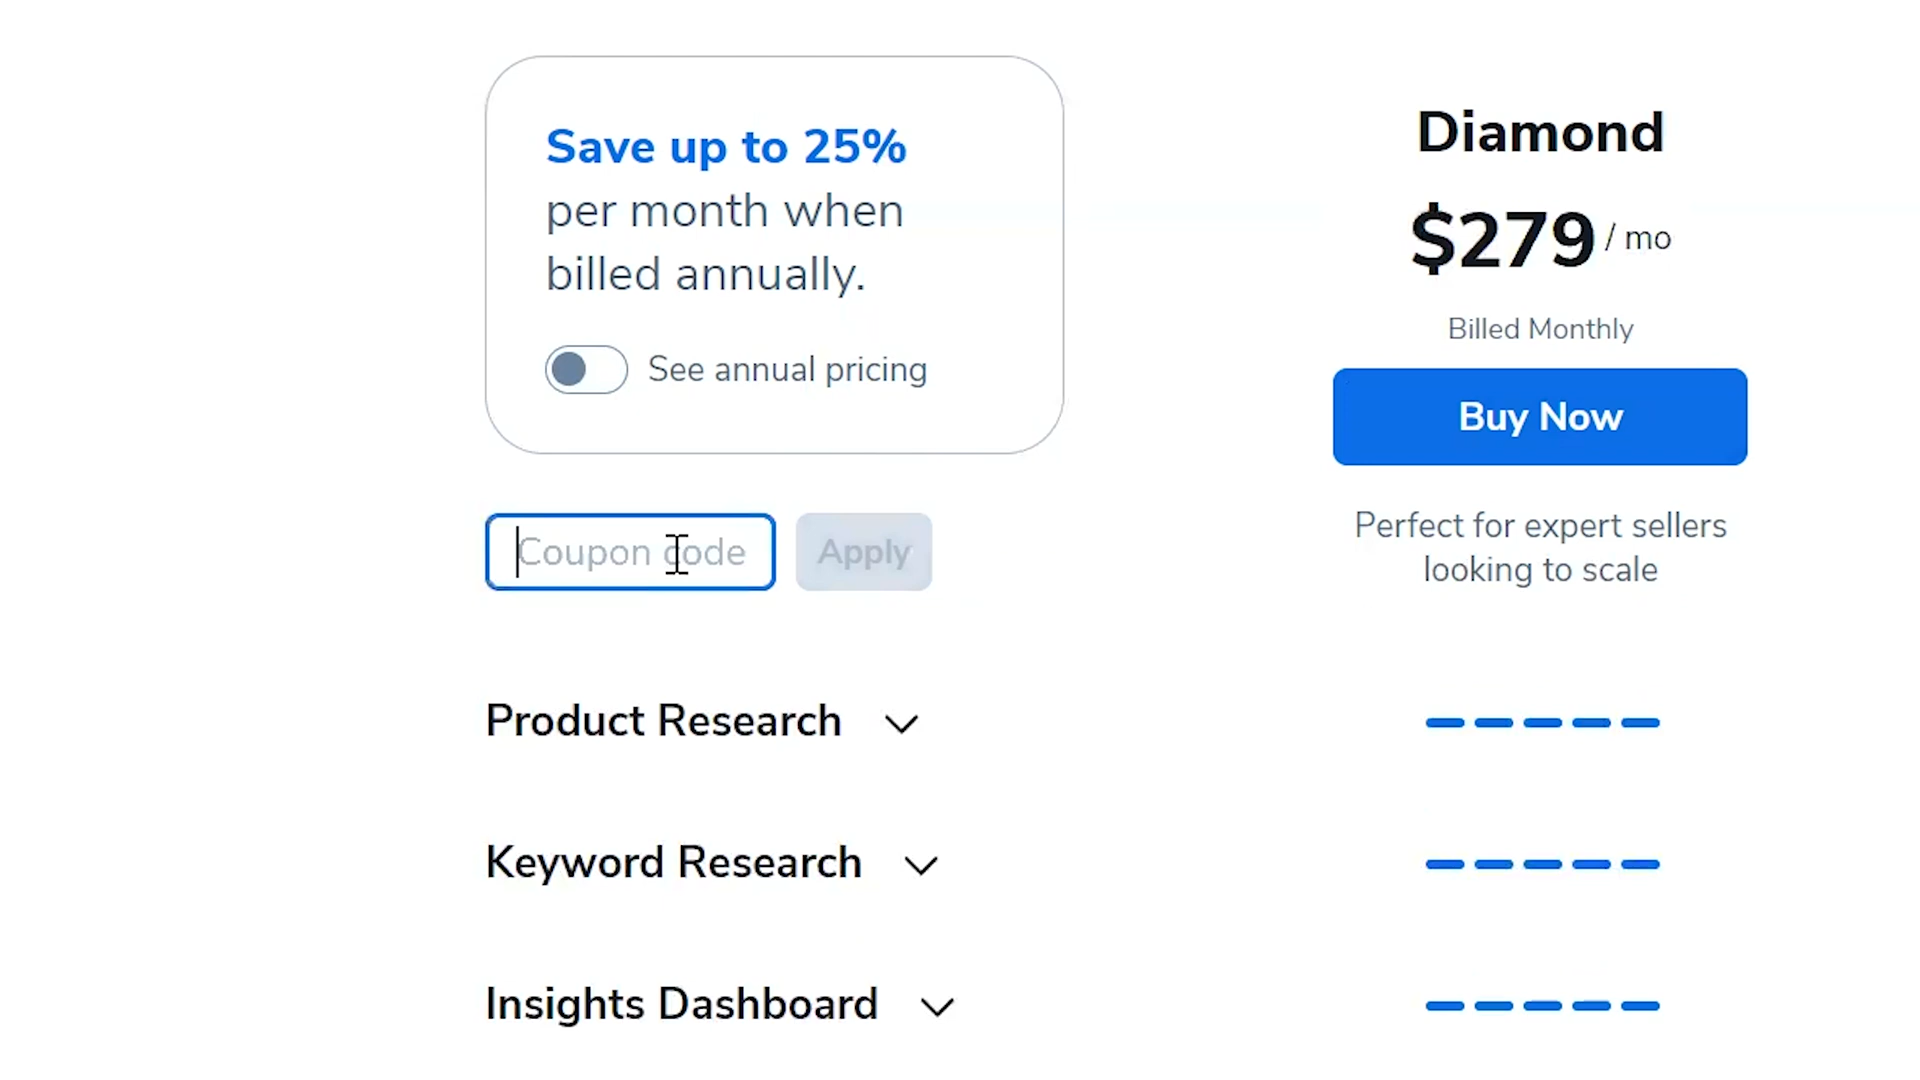 Save up to 25%
per month when
billed annually.
See annual pricing
Coupon code
Apply
Diamond
$279 / mo
Billed Monthly
Buy Now
Perfect for expert sellers
looking to scale
Product Research
Keyword Research
Insights Dashboard